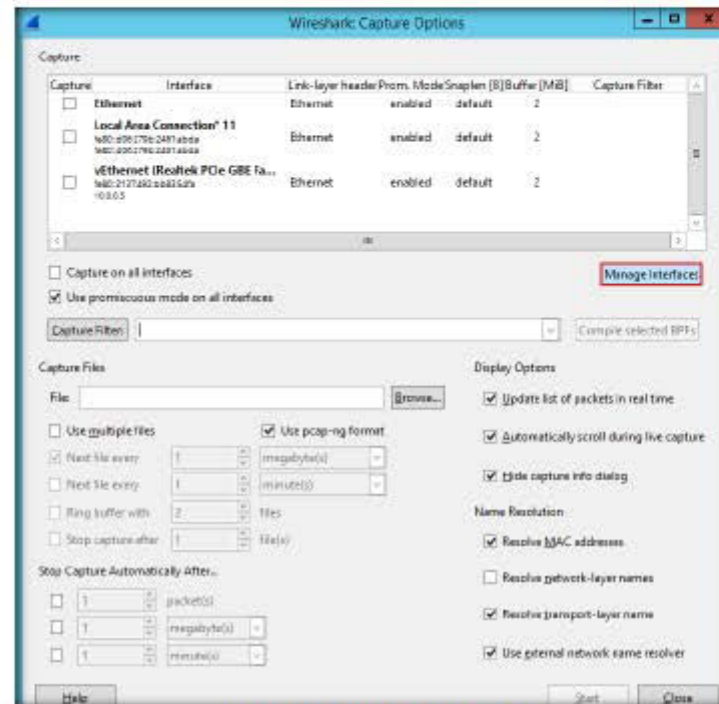 Wireshark: Capture Options
Capture
Capture Interface Link-layer header Prom. Mode Snaplen [B] Buffer [MiB] Capture Filter
Ethernet Ethernet enabled default 2
Local Area Connection* 11 Ethernet enabled default 2
vEthernet (Realtek PCIe GBE Fa... Ethernet enabled default 2
10.0.0.5
Capture on all interfaces Manage Interfaces
Use promiscuous mode on all interfaces
Capture Filter: Compile selected BPFs
Capture Files Display Options
File: Browse... Update list of packets in real time
Use multiple files Use pcap-ng format
Automatically scroll during live capture
Next file every 1 megabyte(s)
Next file every 1 minute(s) Hide capture info dialog
Ring buffer with 2 files Name Resolution
Stop capture after 1 file(s) Resolve MAC addresses
Stop Capture Automatically After... Resolve network-layer names
1 packet(s)
1 megabyte(s) Resolve transport-layer name
1 minute(s) Use external network name resolver
Help Start Close